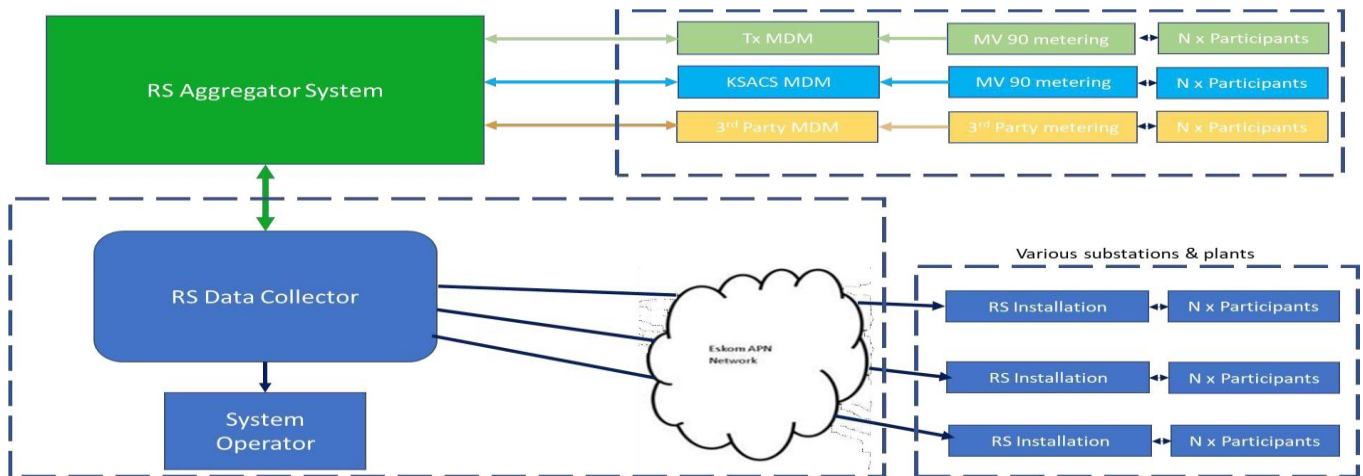 RS Aggregator System
Tx MDM
MV 90 metering
N x Participants
KSACS MDM
MV 90 metering
N x Participants
3rd Party MDM
3rd Party metering
N x Participants
RS Data Collector
System
Operator
Eskom APN
Network
Various substations & plants
RS Installation
N x Participants
RS Installation
N x Participants
RS Installation
N x Participants